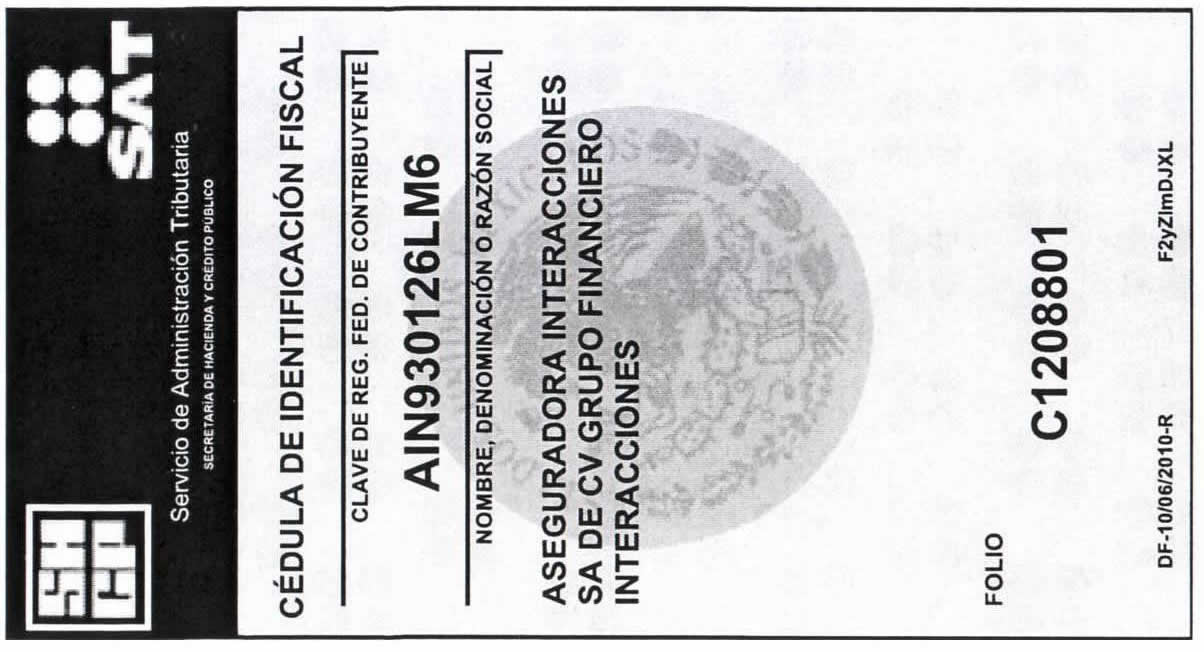 SHCP
SAT
Servicio de Administración Tributaria
SECRETARÍA DE HACIENDA Y CRÉDITO PÚBLICO
CÉDULA DE IDENTIFICACIÓN FISCAL
CLAVE DE REG. FED. DE CONTRIBUYENTE
AIN930126LM6
NOMBRE, DENOMINACIÓN O RAZÓN SOCIAL
ASEGURADORA INTERACCIONES
SA DE CV GRUPO FINANCIERO
INTERACCIONES
FOLIO
C1208801
DF-10/06/2010-R F2yZlmDJXL